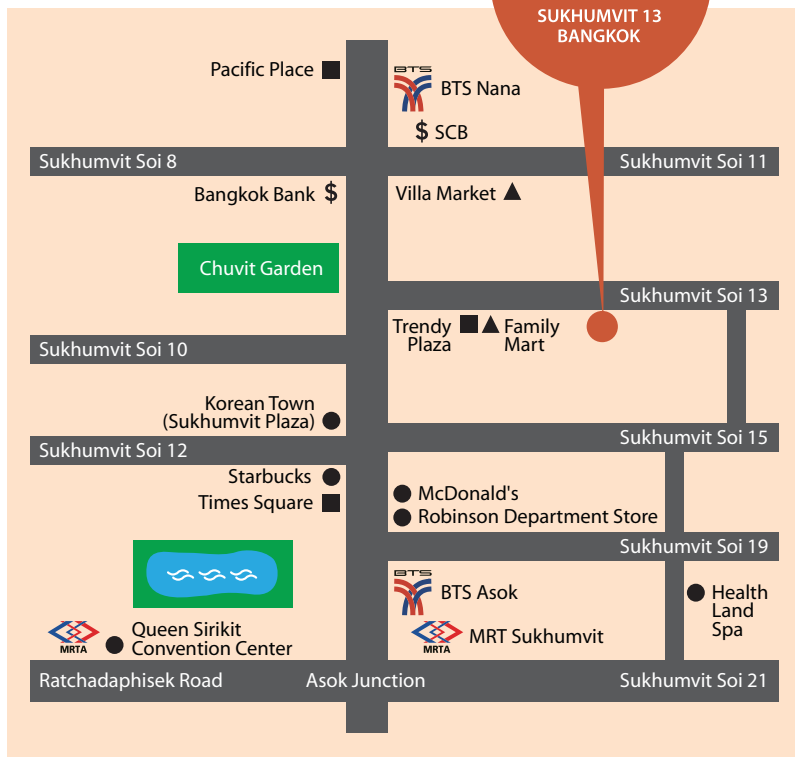 SUKHUMVIT 13
BANGKOK
Pacific Place
BTS
BTS Nana
$ SCB
Sukhumvit Soi 8
Sukhumvit Soi 11
Bangkok Bank $
Villa Market
Chuvit Garden
Sukhumvit Soi 13
Trendy
Plaza
Family
Mart
Sukhumvit Soi 10
Korean Town
(Sukhumvit Plaza)
Sukhumvit Soi 12
Sukhumvit Soi 15
Starbucks
Times Square
McDonald's
Robinson Department Store
Sukhumvit Soi 19
BTS
BTS Asok
Health
Land
Spa
MRTA
Queen Sirikit
Convention Center
MRTA
MRT Sukhumvit
Ratchadaphisek Road
Asok Junction
Sukhumvit Soi 21